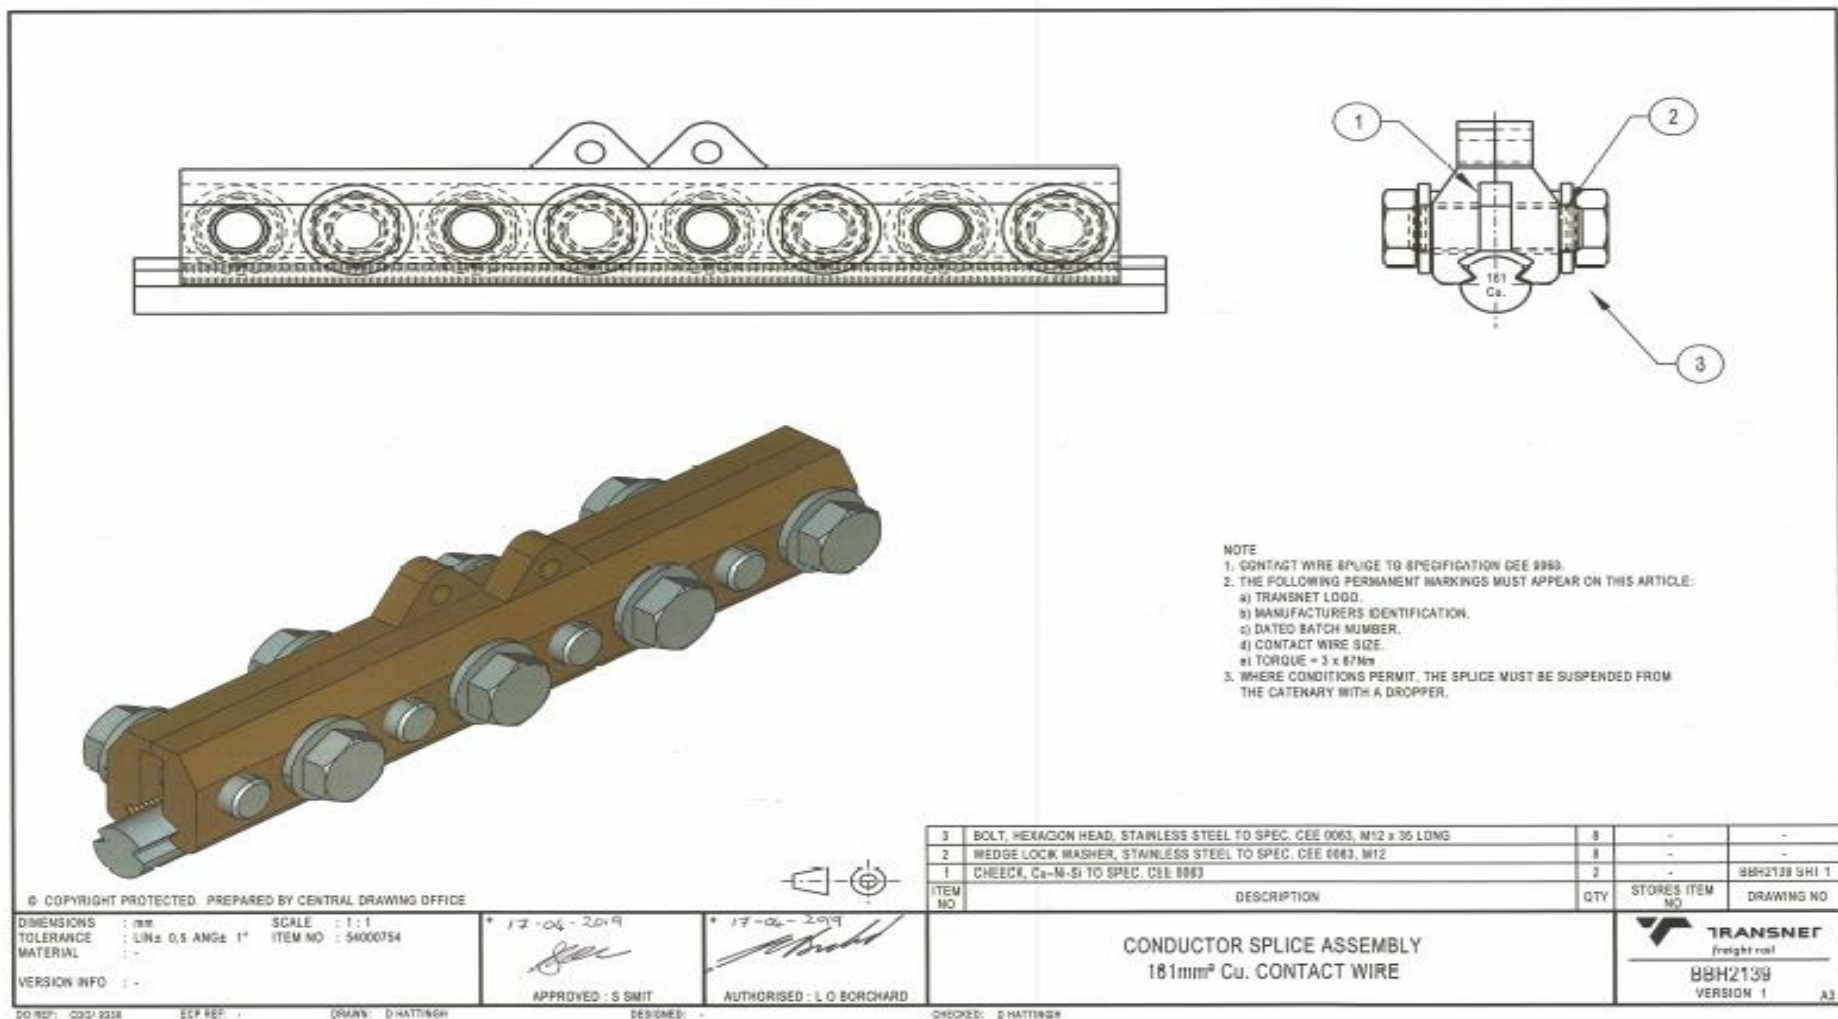 1
2
161
Cu.
3
NOTE
1. CONTACT WIRE SPLICE TO SPECIFICATION CEE 0063.
2. THE FOLLOWING PERMANENT MARKINGS MUST APPEAR ON THIS ARTICLE:
a) TRANSNET LOGO.
b) MANUFACTURERS IDENTIFICATION.
c) DATED BATCH NUMBER.
d) CONTACT WIRE SIZE.
e) TORQUE = 3 x 67Nm
3. WHERE CONDITIONS PERMIT, THE SPLICE MUST BE SUSPENDED FROM
THE CATENARY WITH A DROPPER.
3 BOLT, HEXAGON HEAD, STAINLESS STEEL TO SPEC. CEE 0063, M12 x 35 LONG 8 - -
2 WEDGE LOCK WASHER, STAINLESS STEEL TO SPEC. CEE 0063, M12 8 - -
1 CHEECK, Cu-Ni-Si TO SPEC. CEE 0063 2 - BBH2139 SHT 1
ITEM NO DESCRIPTION QTY STORES ITEM NO DRAWING NO
© COPYRIGHT PROTECTED. PREPARED BY CENTRAL DRAWING OFFICE
DIMENSIONS : mm SCALE : 1:1
TOLERANCE : LIN± 0,5 ANG± 1° ITEM NO : 54000754
MATERIAL : -
VERSION INFO : -
* 17-04-2019
APPROVED : S SMIT
* 17-04-2019
AUTHORISED : L O BORCHARD
CONDUCTOR SPLICE ASSEMBLY
161mm² Cu. CONTACT WIRE
TRANSNET
freight rail
BBH2139
VERSION 1 A3
DO REF: ECP REF: - DRAWN: D HATTINGH DESIGNED: - CHECKED: D HATTINGH